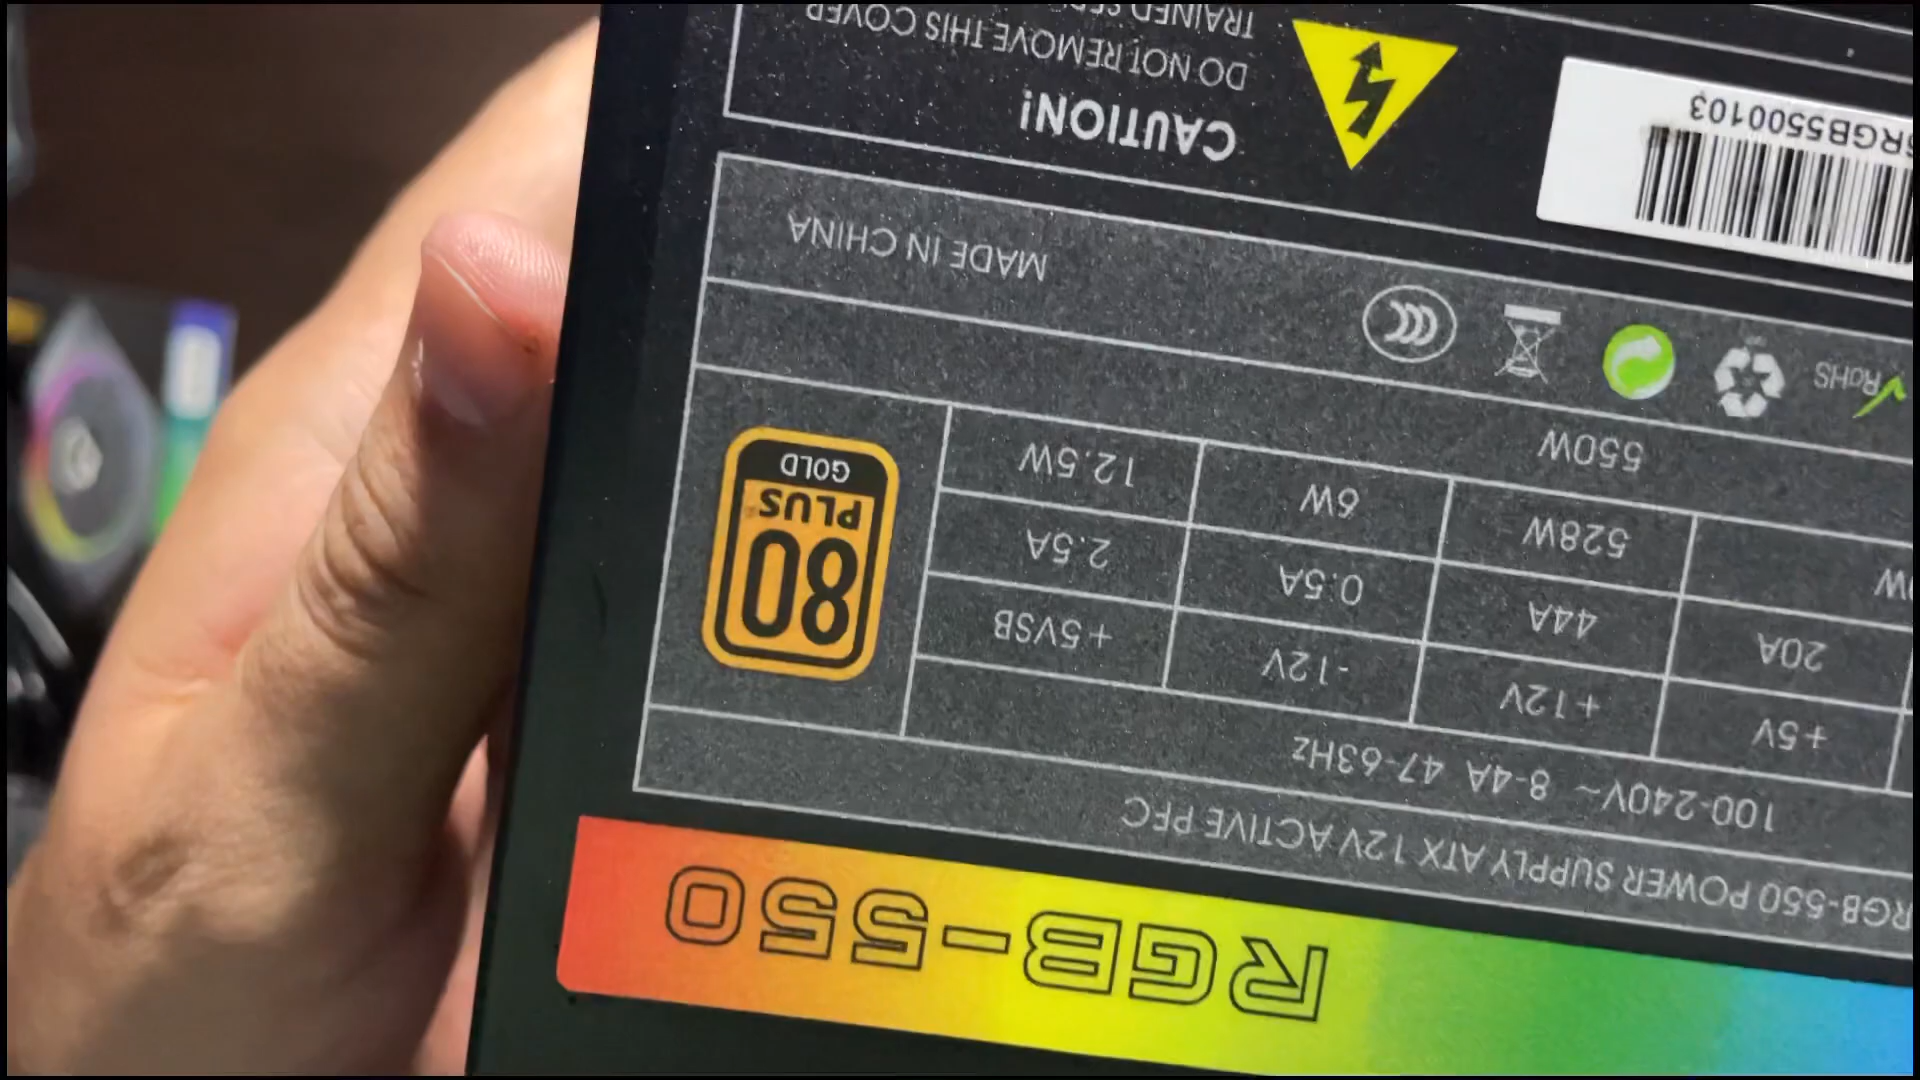 RGB-550
RGB-550 POWER SUPPLY ATX 12V ACTIVE PFC
100-240V~ 8-4A 47-63Hz
+5V +12V -12V +5VSB
20A 44A 0.5A 2.5A
528W 6W 12.5W
550W
80
PLUS
GOLD
RoHS
MADE IN CHINA
RGB5500103
CAUTION!
DO NOT REMOVE THIS COVER
TRAINED